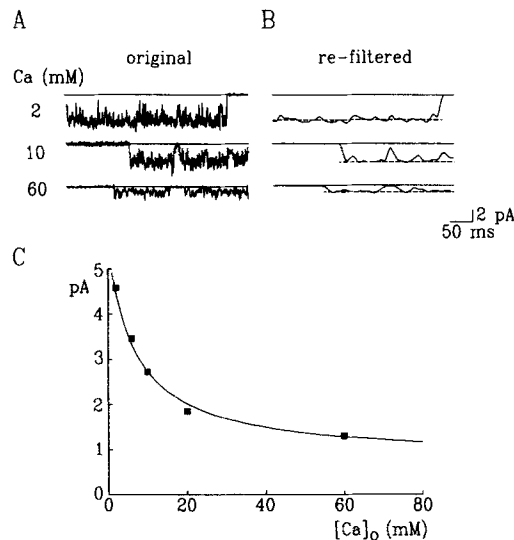 A
B
original
re-filtered
Ca (mM)
2
10
60
2 pA
50 ms
C
pA
5
4
3
2
1
0
0
20
40
60
80
[Ca]o (mM)